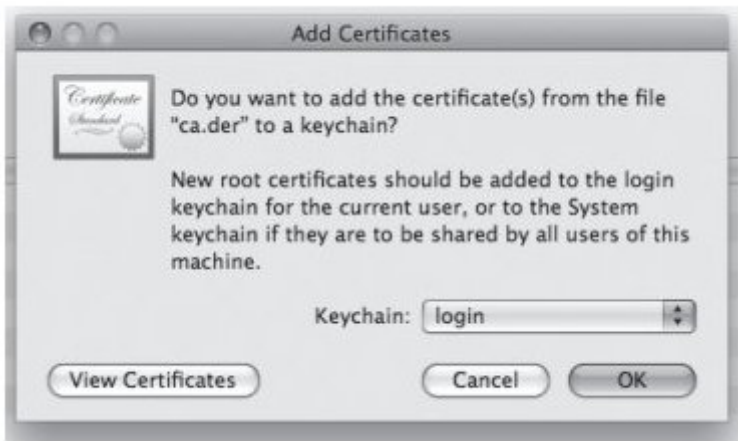 Add Certificates
Certificate
Standard
Do you want to add the certificate(s) from the file
“ca.der” to a keychain?
New root certificates should be added to the login
keychain for the current user, or to the System
keychain if they are to be shared by all users of this
machine.
Keychain: login
View Certificates Cancel OK